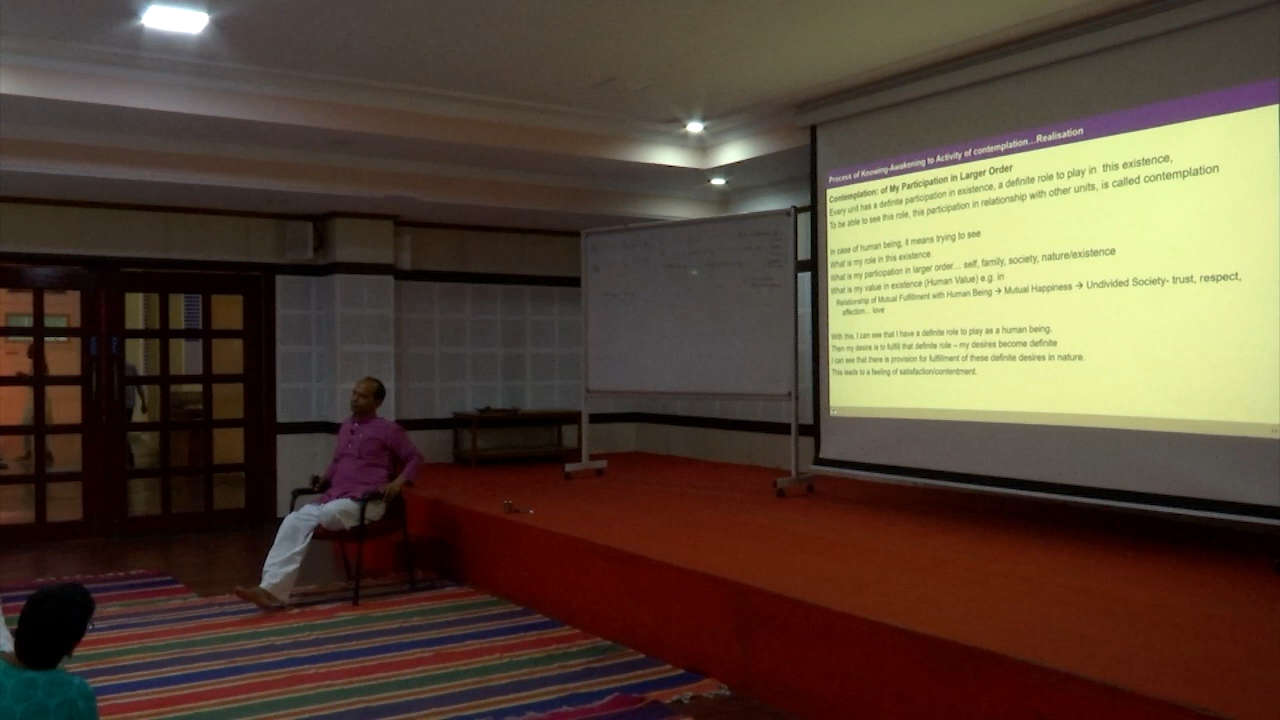 Process of Knowing-Awakening to Activity of contemplation...Realisation
Contemplation: of My Participation in Larger Order
Every unit has a definite participation in existence, a definite role to play in this existence,
To be able to see this role, this participation in relationship with other units, is called contemplation
In case of human being, it means trying to see
What is my role in this existence.
What is my participation in larger order... self, family, society, nature/existence
What is my value in existence (Human Value) e.g. in
Relationship of Mutual Fulfillment with Human Being → Mutual Happiness → Undivided Society- trust, respect,
affection... love
With this, I can see that I have a definite role to play as a human being.
Then my desire is to fulfill that definite role – my desires become definite
I can see that there is provision for fulfillment of these definite desires in nature.
This leads to a feeling of satisfaction/contentment.